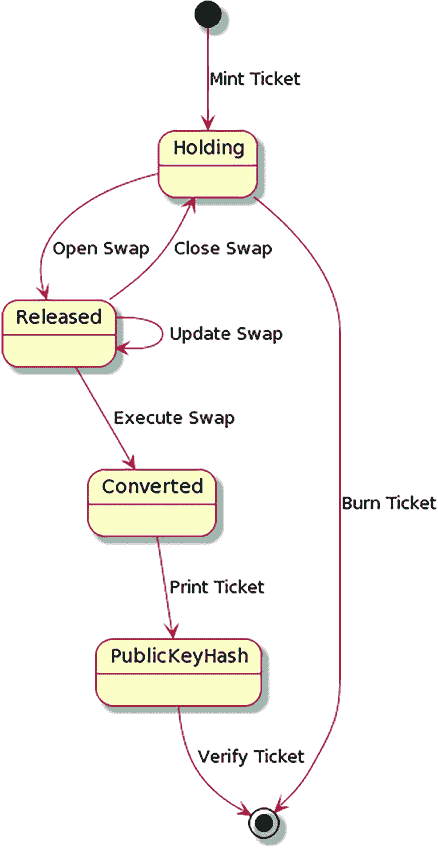 Mint Ticket
Holding
Open Swap
Close Swap
Released
Update Swap
Execute Swap
Converted
Burn Ticket
Print Ticket
PublicKeyHash
Verify Ticket